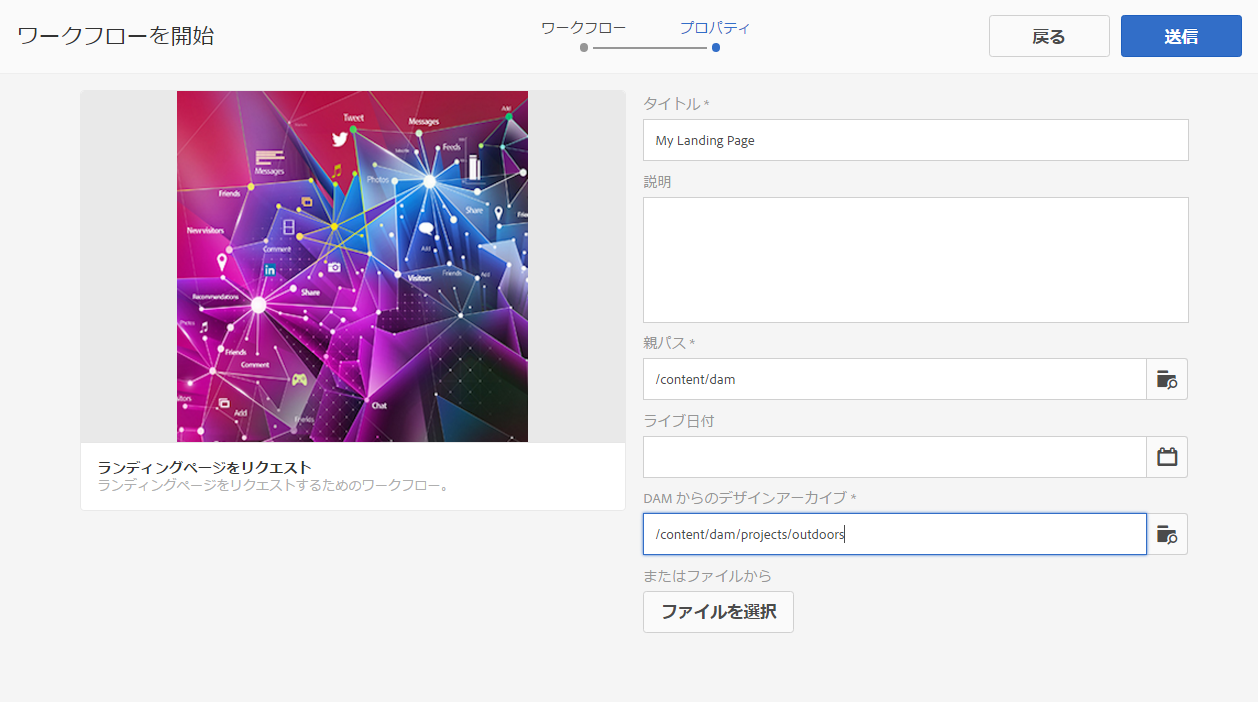 ワークフローを開始
ワークフロー
プロパティ
戻る
送信
Add
Tweet
Messages
Feeds
Messages
Photos
Friends
Share
New visitors
Comment
Add
Visitors
Friends
Add
Share
Recommendations
Photos
Friends
Comment
Chat
Add
Friends
ランディングページをリクエスト
ランディングページをリクエストするためのワークフロー。
タイトル *
My Landing Page
説明
親パス *
/content/dam
ライブ日付
DAM からのデザインアーカイブ *
/content/dam/projects/outdoors
またはファイルから
ファイルを選択